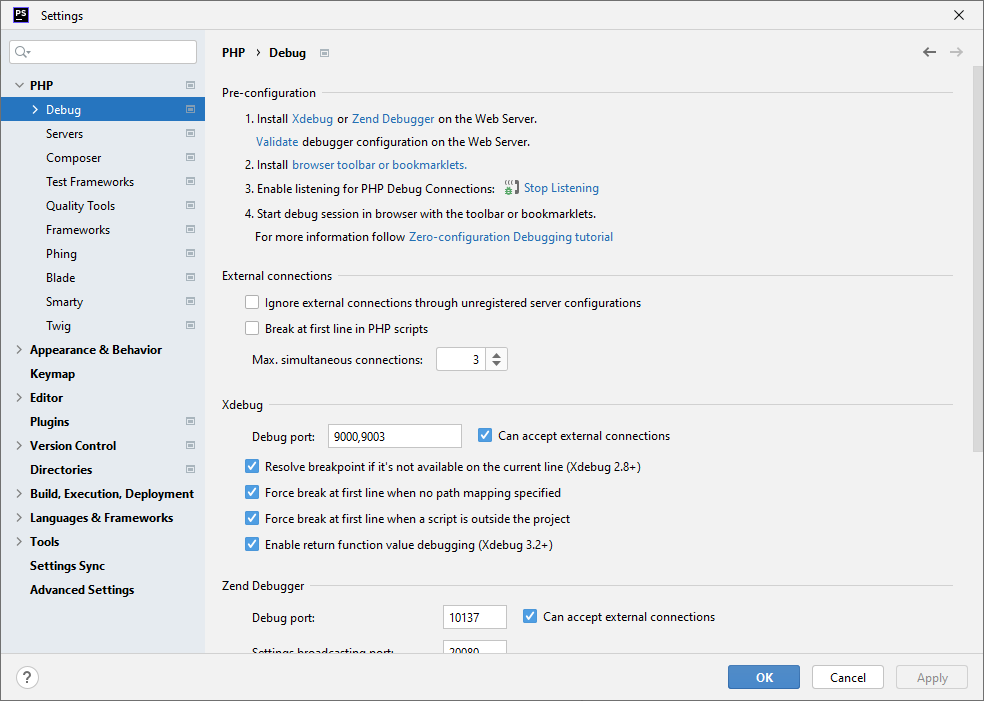 PS Settings
PHP
Debug
Servers
Composer
Test Frameworks
Quality Tools
Frameworks
Phing
Blade
Smarty
Twig
Appearance & Behavior
Keymap
Editor
Plugins
Version Control
Directories
Build, Execution, Deployment
Languages & Frameworks
Tools
Settings Sync
Advanced Settings
PHP › Debug
Pre-configuration
1. Install Xdebug or Zend Debugger on the Web Server.
Validate debugger configuration on the Web Server.
2. Install browser toolbar or bookmarklets.
3. Enable listening for PHP Debug Connections: Stop Listening
4. Start debug session in browser with the toolbar or bookmarklets.
For more information follow Zero-configuration Debugging tutorial
External connections
Ignore external connections through unregistered server configurations
Break at first line in PHP scripts
Max. simultaneous connections: 3
Xdebug
Debug port: 9000,9003 Can accept external connections
Resolve breakpoint if it's not available on the current line (Xdebug 2.8+)
Force break at first line when no path mapping specified
Force break at first line when a script is outside the project
Enable return function value debugging (Xdebug 3.2+)
Zend Debugger
Debug port: 10137 Can accept external connections
Settings broadcasting port: 20080
? OK Cancel Apply